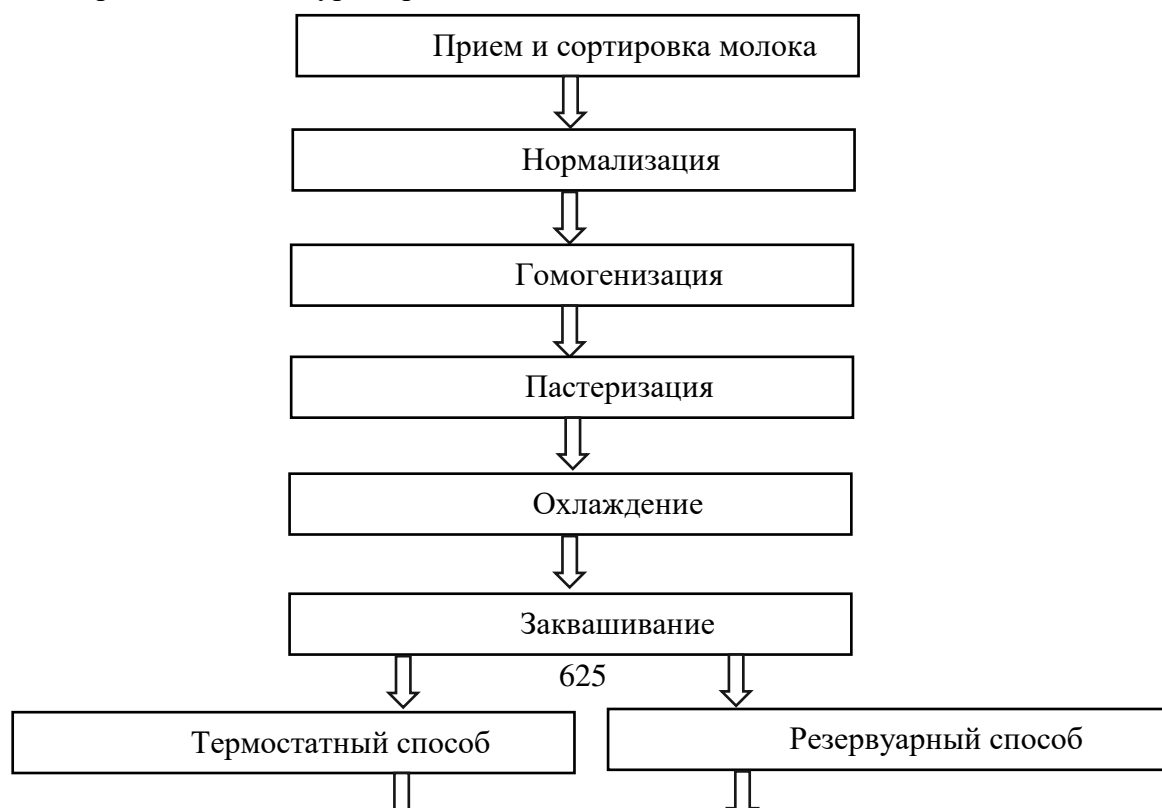 Прием и сортировка молока
Нормализация
Гомогенизация
Пастеризация
Охлаждение
Заквашивание
625
Термостатный способ
Резервуарный способ